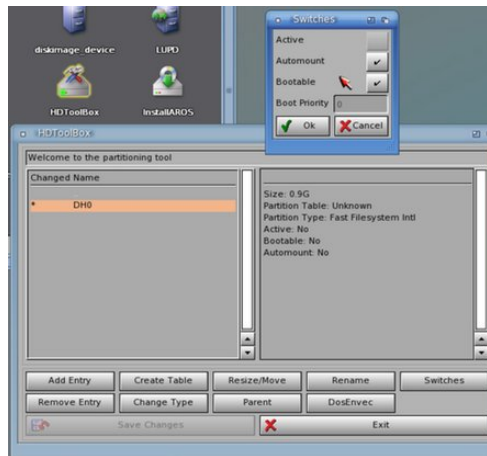 diskimage device
LUPD
HDToolBox
InstallAROS
Switches
Active
Automount
Bootable
Boot Priority 0
Ok
Cancel
HDToolBox
Welcome to the partitioning tool
Changed Name
* DH0
Size: 0.9G
Partition Table: Unknown
Partition Type: Fast Filesystem Intl
Active: No
Bootable: No
Automount: No
Add Entry
Create Table
Resize/Move
Rename
Switches
Remove Entry
Change Type
Parent
DosEnvec
Save Changes
Exit